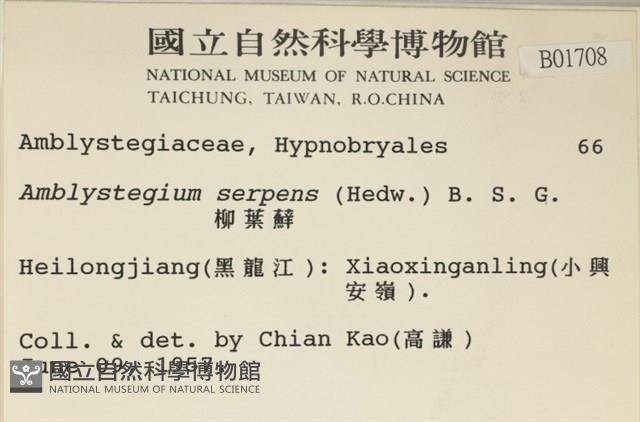 國立自然科學博物館
B01708
NATIONAL MUSEUM OF NATURAL SCIENCE
TAICHUNG, TAIWAN, R.O.CHINA
Amblystegiaceae, Hypnobryales 66
Amblystegium serpens (Hedw.) B. S. G.
柳葉蘚
Heilongjiang(黑龍江): Xiaoxinganling(小興
安嶺).
Coll. & det. by Chian Kao(高謙)
June 09, 1957
國立自然科學博物館
NATIONAL MUSEUM OF NATURAL SCIENCE